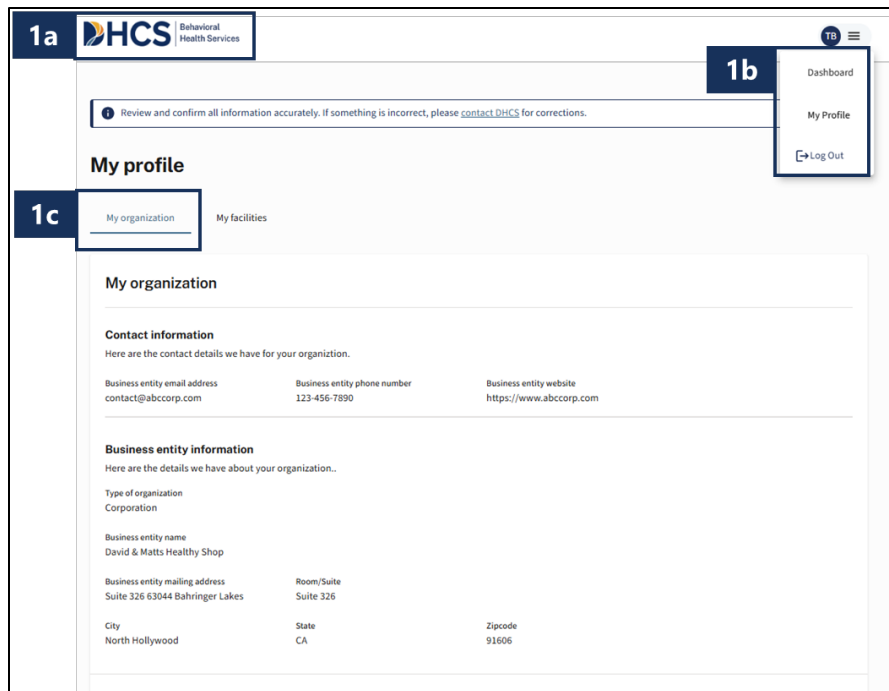 1a
DHCS Behavioral Health Services
TB
1b
Dashboard
My Profile
Log Out
Review and confirm all information accurately. If something is incorrect, please contact DHCS for corrections.
My profile
1c
My organization My facilities
My organization
Contact information
Here are the contact details we have for your organiztion.
Business entity email address Business entity phone number Business entity website
contact@abccorp.com 123-456-7890 https://www.abccorp.com
Business entity information
Here are the details we have about your organization..
Type of organization
Corporation
Business entity name
David & Matts Healthy Shop
Business entity mailing address Room/Suite
Suite 326 63044 Bahringer Lakes Suite 326
City State Zipcode
North Hollywood CA 91606